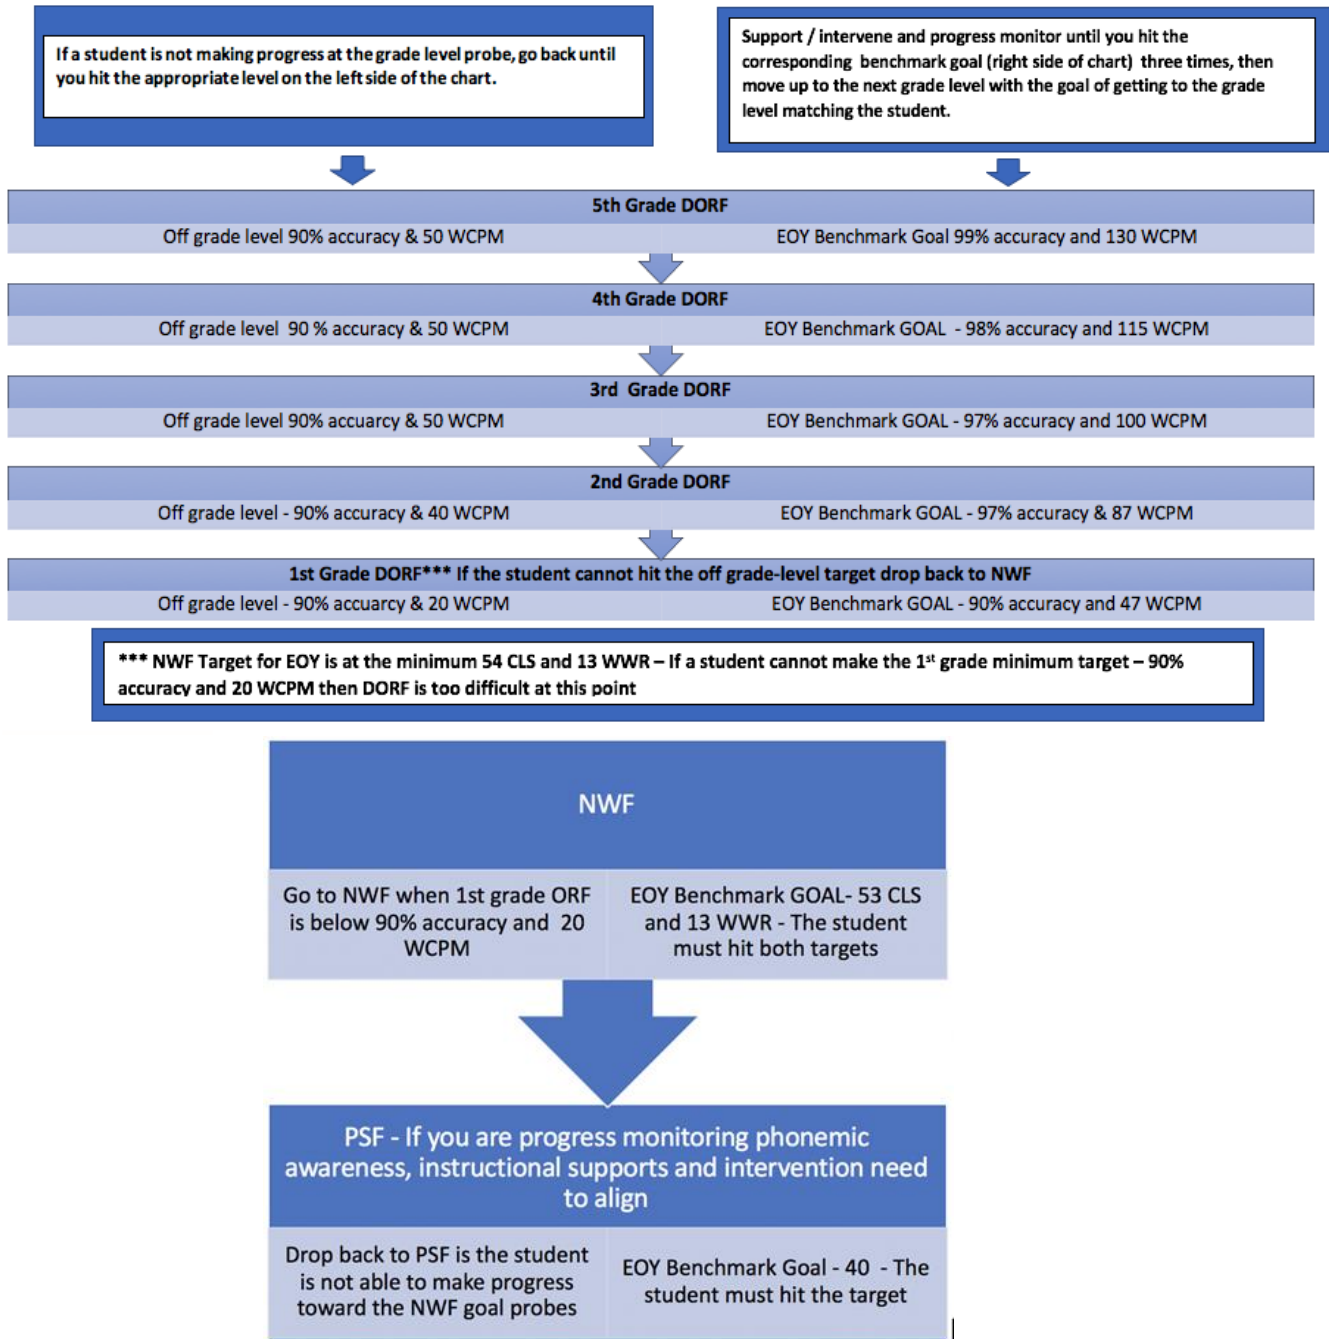 If a student is not making progress at the grade level probe, go back until
you hit the appropriate level on the left side of the chart.
Support / intervene and progress monitor until you hit the
corresponding benchmark goal (right side of chart) three times, then
move up to the next grade level with the goal of getting to the grade
level matching the student.
5th Grade DORF
Off grade level 90% accuracy & 50 WCPM
EOY Benchmark Goal 99% accuracy and 130 WCPM
4th Grade DORF
Off grade level 90 % accuracy & 50 WCPM
EOY Benchmark GOAL - 98% accuracy and 115 WCPM
3rd Grade DORF
Off grade level 90% accuarcy & 50 WCPM
EOY Benchmark GOAL - 97% accuracy and 100 WCPM
2nd Grade DORF
Off grade level - 90% accuracy & 40 WCPM
EOY Benchmark GOAL - 97% accuracy & 87 WCPM
1st Grade DORF*** If the student cannot hit the off grade-level target drop back to NWF
Off grade level - 90% accuarcy & 20 WCPM
EOY Benchmark GOAL - 90% accuracy and 47 WCPM
*** NWF Target for EOY is at the minimum 54 CLS and 13 WWR – If a student cannot make the 1st grade minimum target – 90%
accuracy and 20 WCPM then DORF is too difficult at this point
NWF
Go to NWF when 1st grade ORF
is below 90% accuracy and 20
WCPM
EOY Benchmark GOAL- 53 CLS
and 13 WWR - The student
must hit both targets
PSF - If you are progress monitoring phonemic
awareness, instructional supports and intervention need
to align
Drop back to PSF is the student
is not able to make progress
toward the NWF goal probes
EOY Benchmark Goal - 40 - The
student must hit the target